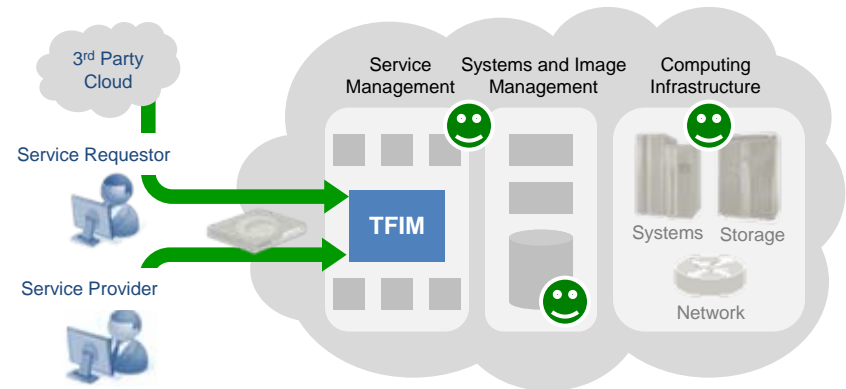 3rd Party
Cloud
Service Requestor
Service Provider
Service
Management
Systems and Image
Management
Computing
Infrastructure
TFIM
Systems
Storage
Network